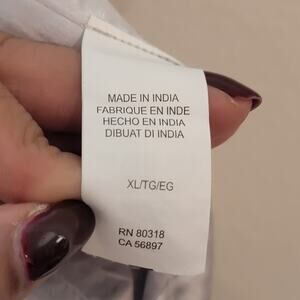 MADE IN INDIA
FABRIQUE EN INDE
HECHO EN INDIA
DIBUAT DI INDIA
XL/TG/EG
RN 80318
CA 56897